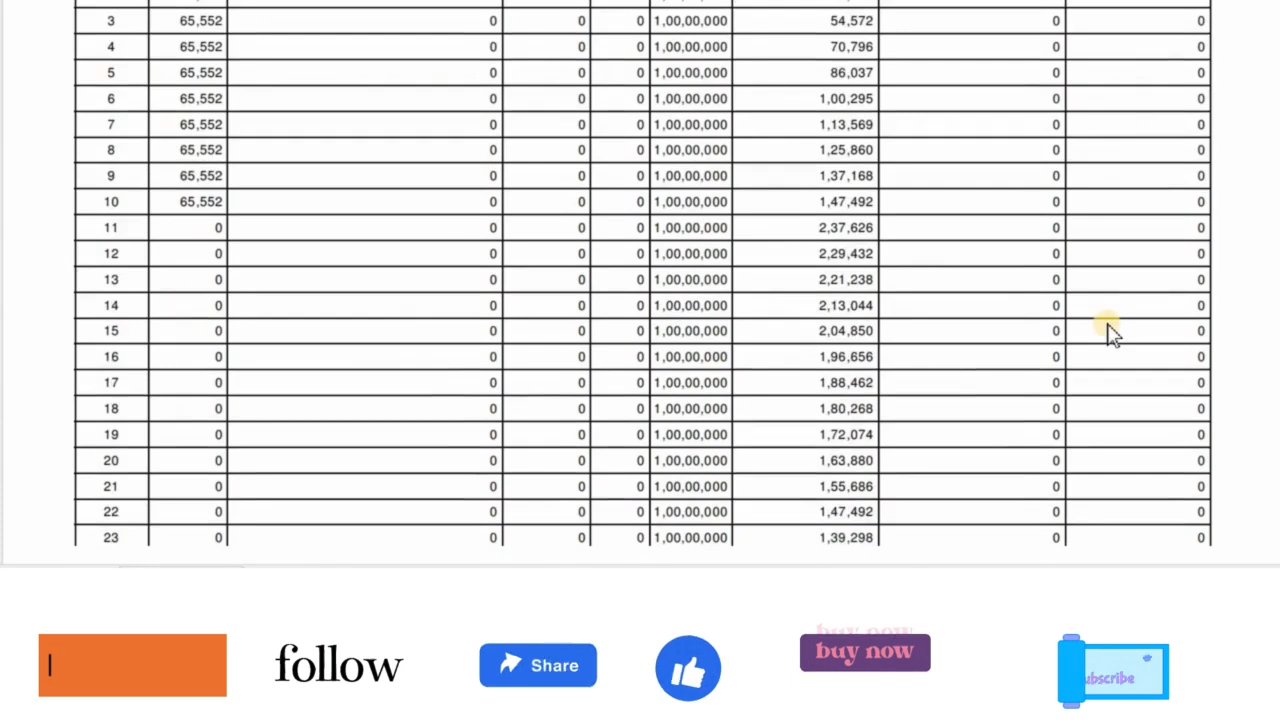 3 65,552 0 0 0 1,00,00,000 54,572 0 0
4 65,552 0 0 0 1,00,00,000 70,796 0 0
5 65,552 0 0 0 1,00,00,000 86,037 0 0
6 65,552 0 0 0 1,00,00,000 1,00,295 0 0
7 65,552 0 0 0 1,00,00,000 1,13,569 0 0
8 65,552 0 0 0 1,00,00,000 1,25,860 0 0
9 65,552 0 0 0 1,00,00,000 1,37,168 0 0
10 65,552 0 0 0 1,00,00,000 1,47,492 0 0
11 0 0 0 0 1,00,00,000 2,37,626 0 0
12 0 0 0 0 1,00,00,000 2,29,432 0 0
13 0 0 0 0 1,00,00,000 2,21,238 0 0
14 0 0 0 0 1,00,00,000 2,13,044 0 0
15 0 0 0 0 1,00,00,000 2,04,850 0 0
16 0 0 0 0 1,00,00,000 1,96,656 0 0
17 0 0 0 0 1,00,00,000 1,88,462 0 0
18 0 0 0 0 1,00,00,000 1,80,268 0 0
19 0 0 0 0 1,00,00,000 1,72,074 0 0
20 0 0 0 0 1,00,00,000 1,63,880 0 0
21 0 0 0 0 1,00,00,000 1,55,686 0 0
22 0 0 0 0 1,00,00,000 1,47,492 0 0
23 0 0 0 0 1,00,00,000 1,39,298 0 0
follow Share buy now ubscribe